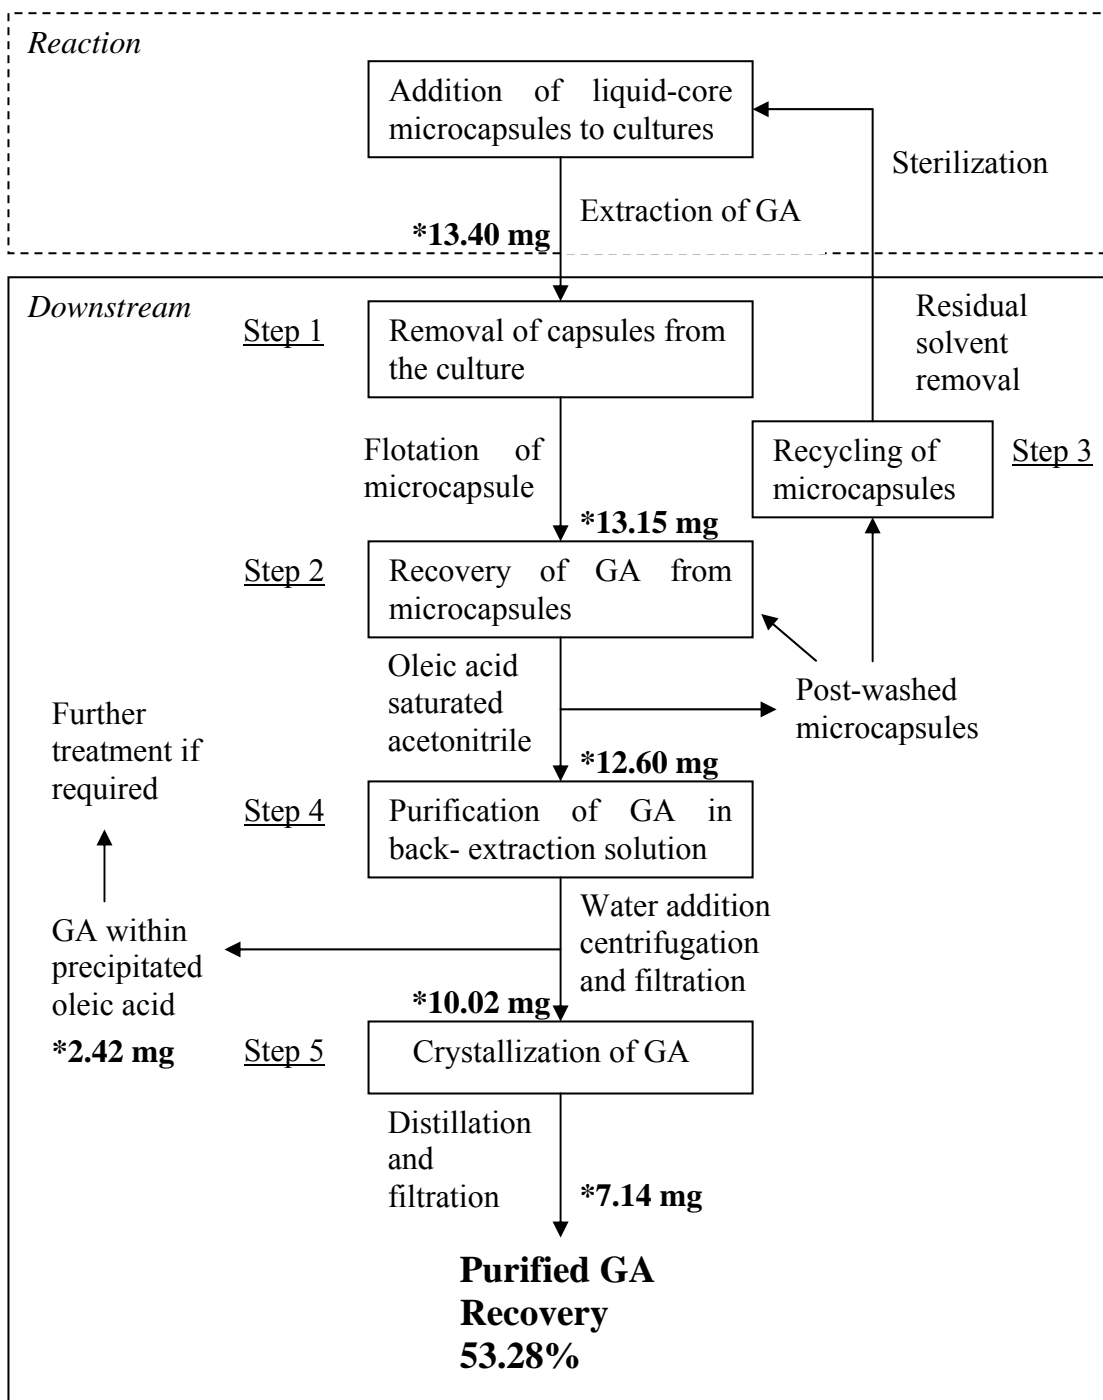 Reaction
Addition of liquid-core
microcapsules to cultures
Sterilization
Extraction of GA
*13.40 mg
Downstream
Step 1
Removal of capsules from
the culture
Residual
solvent
removal
Flotation of
microcapsule
Recycling of
microcapsules
Step 3
*13.15 mg
Step 2
Recovery of GA from
microcapsules
Oleic acid
saturated
acetonitrile
Post-washed
microcapsules
Further
treatment if
required
*12.60 mg
Step 4
Purification of GA in
back- extraction solution
Water addition
centrifugation
and filtration
GA within
precipitated
oleic acid
*2.42 mg
*10.02 mg
Step 5
Crystallization of GA
Distillation
and
filtration
*7.14 mg
Purified GA
Recovery
53.28%